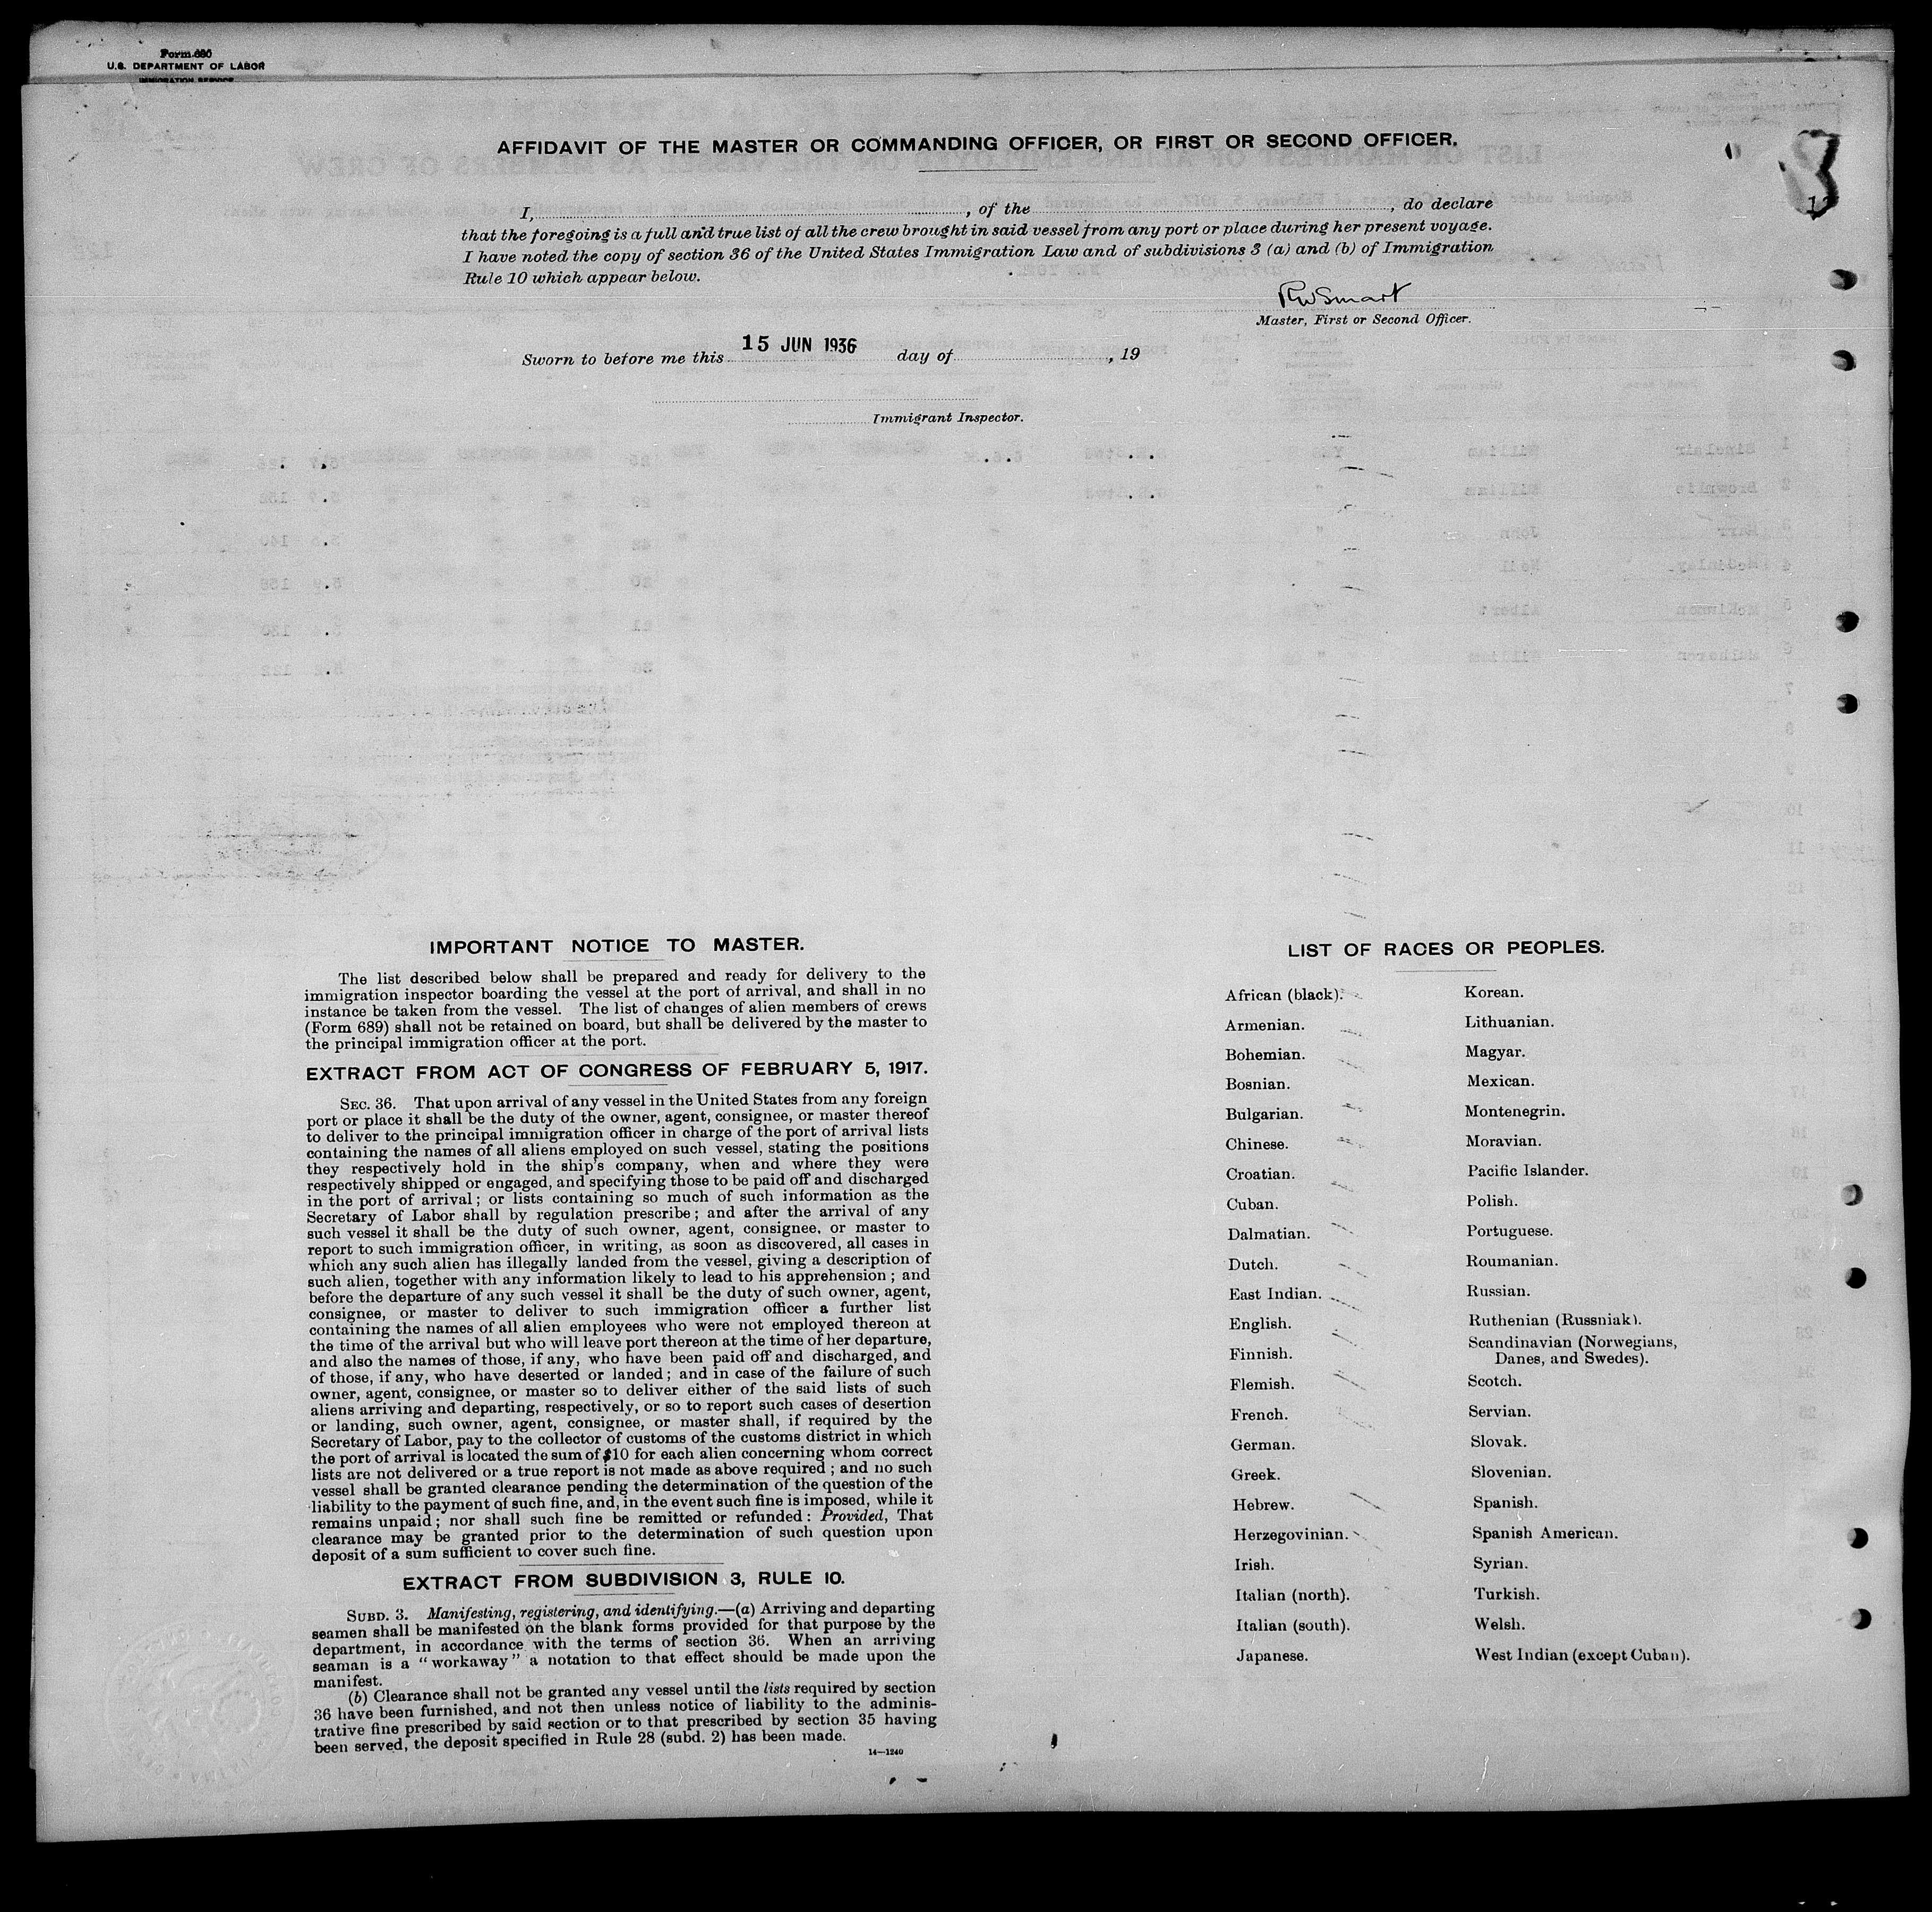 Form 680
U.S. DEPARTMENT OF LABOR
IMMIGRATION SERVICE
3
AFFIDAVIT OF THE MASTER OR COMMANDING OFFICER, OR FIRST OR SECOND OFFICER.
I, , of the , do declare
that the foregoing is a full and true list of all the crew brought in said vessel from any port or place during her present voyage.
I have noted the copy of section 36 of the United States Immigration Law and of subdivisions 3 (a) and (b) of Immigration
Rule 10 which appear below.
RW Smart
Master, First or Second Officer.
Sworn to before me this 15 JUN 1936 day of , 19
Immigrant Inspector.
IMPORTANT NOTICE TO MASTER.
The list described below shall be prepared and ready for delivery to the
immigration inspector boarding the vessel at the port of arrival, and shall in no
instance be taken from the vessel. The list of changes of alien members of crews
(Form 689) shall not be retained on board, but shall be delivered by the master to
the principal immigration officer at the port.
EXTRACT FROM ACT OF CONGRESS OF FEBRUARY 5, 1917.
SEC. 36. That upon arrival of any vessel in the United States from any foreign
port or place it shall be the duty of the owner, agent, consignee, or master thereof
to deliver to the principal immigration officer in charge of the port of arrival lists
containing the names of all aliens employed on such vessel, stating the positions
they respectively hold in the ship's company, when and where they were
respectively shipped or engaged, and specifying those to be paid off and discharged
in the port of arrival; or lists containing so much of such information as the
Secretary of Labor shall by regulation prescribe; and after the arrival of any
such vessel it shall be the duty of such owner, agent, consignee, or master to
report to such immigration officer, in writing, as soon as discovered, all cases in
which any such alien has illegally landed from the vessel, giving a description of
such alien, together with any information likely to lead to his apprehension; and
before the departure of any such vessel it shall be the duty of such owner, agent,
consignee, or master to deliver to such immigration officer a further list
containing the names of all alien employees who were not employed thereon at
the time of the arrival but who will leave port thereon at the time of her departure,
and also the names of those, if any, who have been paid off and discharged, and
of those, if any, who have deserted or landed; and in case of the failure of such
owner, agent, consignee, or master so to deliver either of the said lists of such
aliens arriving and departing, respectively, or so to report such cases of desertion
or landing, such owner, agent, consignee, or master shall, if required by the
Secretary of Labor, pay to the collector of customs of the customs district in which
the port of arrival is located the sum of $10 for each alien concerning whom correct
lists are not delivered or a true report is not made as above required; and no such
vessel shall be granted clearance pending the determination of the question of the
liability to the payment of such fine, and, in the event such fine is imposed, while it
remains unpaid; nor shall such fine be remitted or refunded: Provided, That
clearance may be granted prior to the determination of such question upon
deposit of a sum sufficient to cover such fine.
EXTRACT FROM SUBDIVISION 3, RULE 10.
SUBD. 3. Manifesting, registering, and identifying.—(a) Arriving and departing
seamen shall be manifested on the blank forms provided for that purpose by the
department, in accordance with the terms of section 36. When an arriving
seaman is a "workaway" a notation to that effect should be made upon the
manifest.
(b) Clearance shall not be granted any vessel until the lists required by section
36 have been furnished, and not then unless notice of liability to the adminis-
trative fine prescribed by said section or to that prescribed by section 35 having
been served, the deposit specified in Rule 28 (subd. 2) has been made.
14—1240
LIST OF RACES OR PEOPLES.
African (black).
Armenian.
Bohemian.
Bosnian.
Bulgarian.
Chinese.
Croatian.
Cuban.
Dalmatian.
Dutch.
East Indian.
English.
Finnish.
Flemish.
French.
German.
Greek.
Hebrew.
Herzegovinian.
Irish.
Italian (north).
Italian (south).
Japanese.
Korean.
Lithuanian.
Magyar.
Mexican.
Montenegrin.
Moravian.
Pacific Islander.
Polish.
Portuguese.
Roumanian.
Russian.
Ruthenian (Russniak).
Scandinavian (Norwegians,
Danes, and Swedes).
Scotch.
Servian.
Slovak.
Slovenian.
Spanish.
Spanish American.
Syrian.
Turkish.
Welsh.
West Indian (except Cuban).